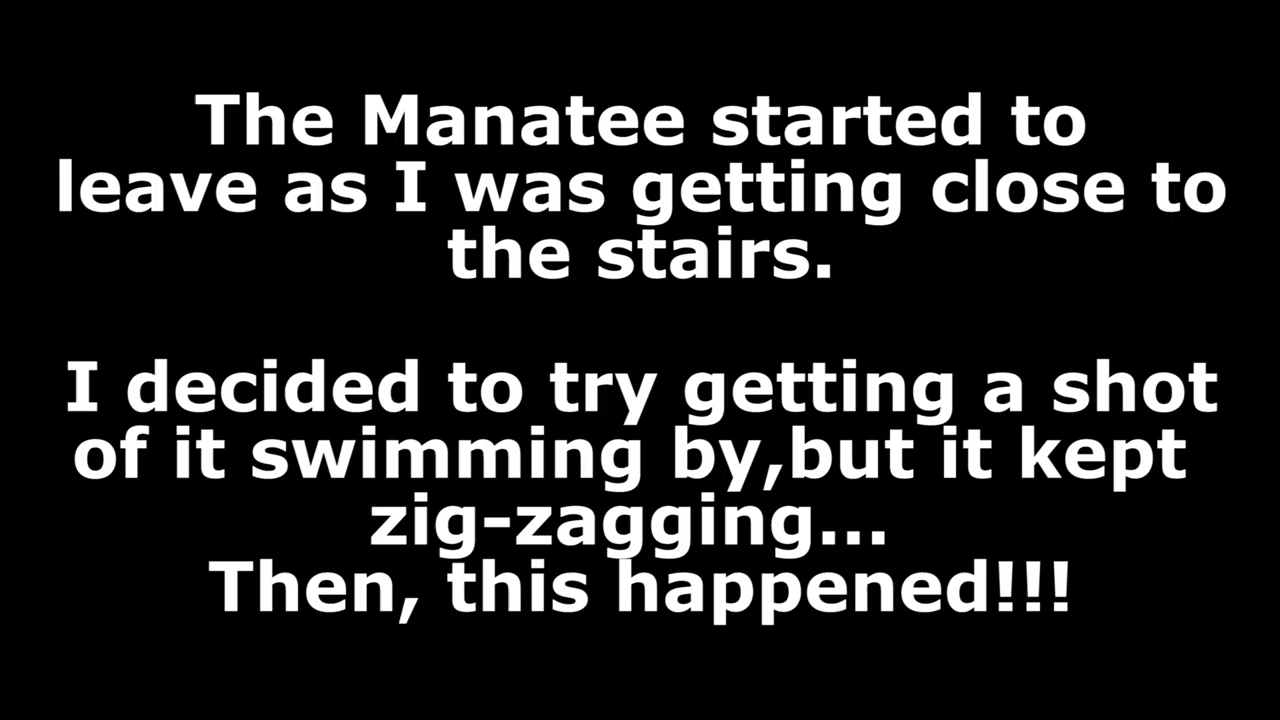 The Manatee started to
leave as I was getting close to
the stairs.
I decided to try getting a shot
of it swimming by,but it kept
zig-zagging...
Then, this happened!!!